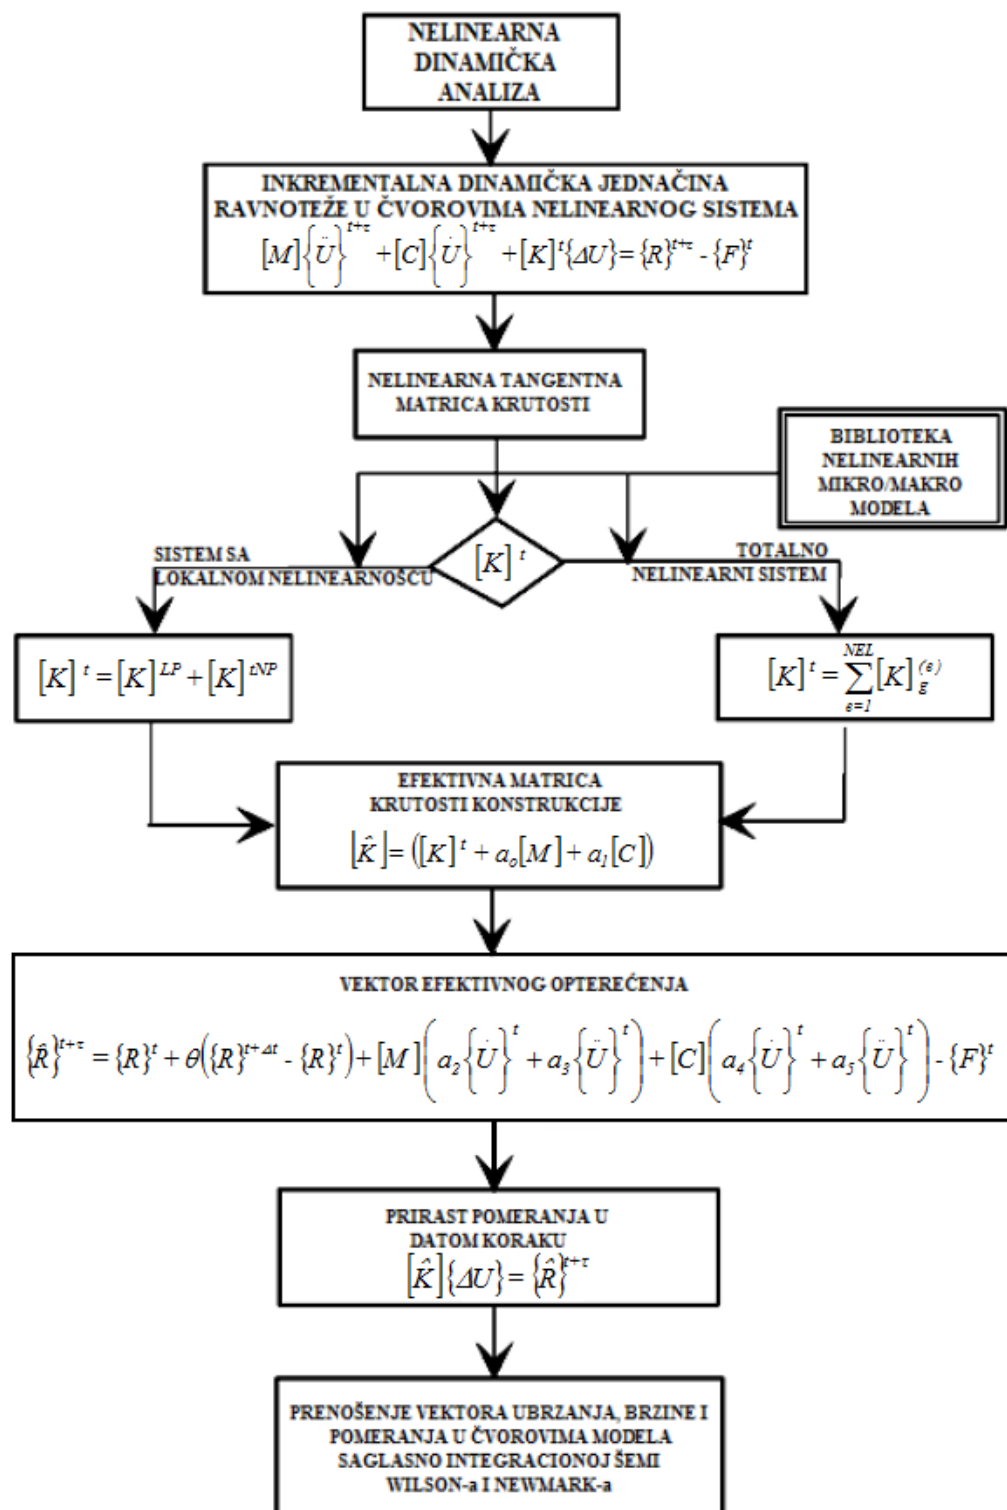 NELINEARNA
DINAMIČKA
ANALIZA
INKREMENTALNA DINAMIČKA JEDNAČINA
RAVNOTEŽE U ČVOROVIMA NELINEARNOG SISTEMA
[M]{Ü}^{t+τ} + [C]{U̇}^{t+τ} + [K]^t{ΔU} = {R}^{t+τ} - {F}^t
NELINEARNA TANGENTNA
MATRICA KRUTOSTI
BIBLIOTEKA
NELINEARNIH
MIKRO/MAKRO
MODELA
[K]^t
SISTEM SA
LOKALNOM NELINEARNOŠCU
TOTALNO
NELINEARNI SISTEM
[K]^t = [K]^{LP} + [K]^{tNP}
[K]^t = ∑_{e=1}^{NEL} [K]_g^{(e)}
EFEKTIVNA MATRICA
KRUTOSTI KONSTRUKCIJE
⌊K̂⌋ = ([K]^t + a_o[M] + a_1[C])
VEKTOR EFEKTIVNOG OPTEREĆENJA
{R̂}^{t+τ} = {R}^t + θ({R}^{t+Δt} - {R}^t) + [M](a_2{U̇}^t + a_3{Ü}^t) + [C](a_4{U̇}^t + a_5{Ü}^t) - {F}^t
PRIRAST POMERANJA U
DATOM KORAKU
[K̂]{ΔU} = {R̂}^{t+τ}
PRENOŠENJE VEKTORA UBRZANJA, BRZINE I
POMERANJA U ČVOROVIMA MODELA
SAGLASNO INTEGRACIONOJ ŠEMI
WILSON-a I NEWMARK-a